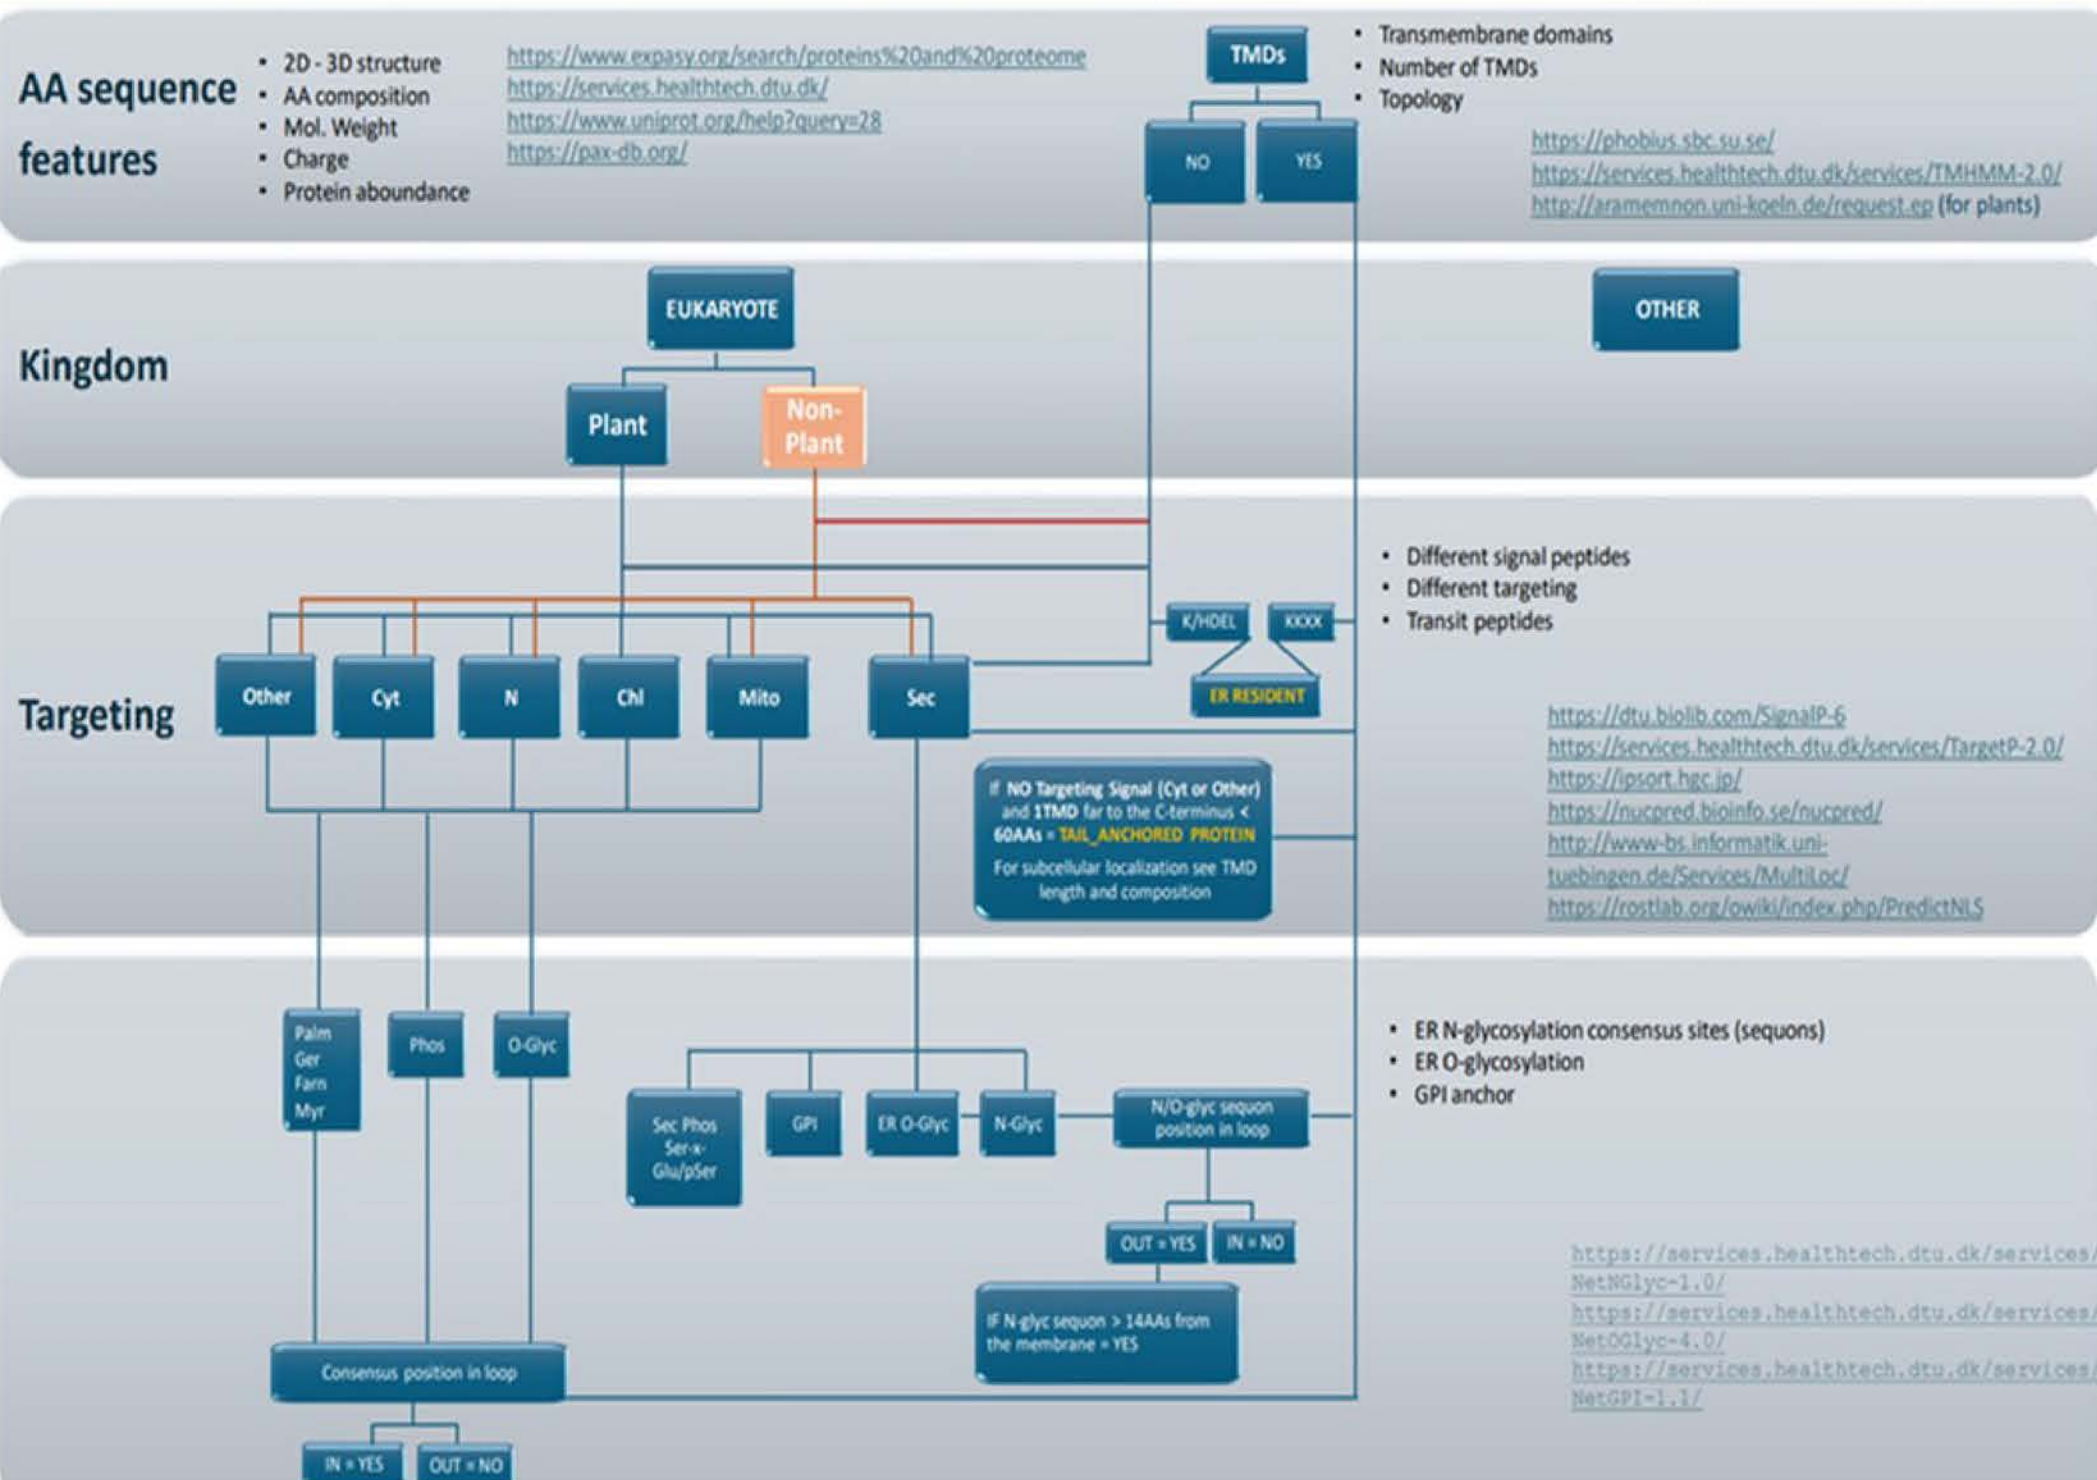 AA sequence
features
• 2D - 3D structure
• AA composition
• Mol. Weight
• Charge
• Protein aboundance
https://www.expasy.org/search/proteins%20and%20proteome
https://services.healthtech.dtu.dk/
https://www.uniprot.org/help?query=28
https://pax-db.org/
TMDs
NO
YES
• Transmembrane domains
• Number of TMDs
• Topology
https://phobius.sbc.su.se/
https://services.healthtech.dtu.dk/services/TMHMM-2.0/
http://aramemnon.uni-koeln.de/request.ep (for plants)
Kingdom
EUKARYOTE
OTHER
Plant
Non-
Plant
Targeting
• Different signal peptides
• Different targeting
• Transit peptides
K/HDEL
KKXX
ER RESIDENT
Other
Cyt
N
Chl
Mito
Sec
If NO Targeting Signal (Cyt or Other)
and 1TMD far to the C-terminus <
60AAs = TAIL_ANCHORED PROTEIN
For subcellular localization see TMD
length and composition
https://dtu.biolib.com/SignalP-6
https://services.healthtech.dtu.dk/services/TargetP-2.0/
https://ipsort.hgc.jp/
https://nucpred.bioinfo.se/nucpred/
http://www-bs.informatik.uni-
tuebingen.de/Services/MultiLoc/
https://rostlab.org/owiki/index.php/PredictNLS
Palm
Ger
Farn
Myr
Phos
O-Glyc
Sec Phos
Ser-x-
Glu/pSer
GPI
ER O-Glyc
N-Glyc
N/O-glyc sequon
position in loop
OUT = YES
IN = NO
IF N-glyc sequon > 14AAs from
the membrane = YES
• ER N-glycosylation consensus sites (sequons)
• ER O-glycosylation
• GPI anchor
https://services.healthtech.dtu.dk/services/
NetNGlyc-1.0/
https://services.healthtech.dtu.dk/services/
NetOGlyc-4.0/
https://services.healthtech.dtu.dk/services/
NetGPI-1.1/
Consensus position in loop
IN = YES
OUT = NO